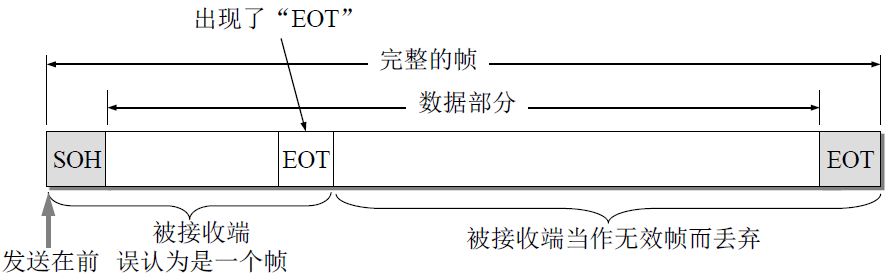 出现了“EOT”
完整的帧
数据部分
SOH
EOT
EOT
被接收端
误认为是一个帧
被接收端当作无效帧而丢弃
发送在前